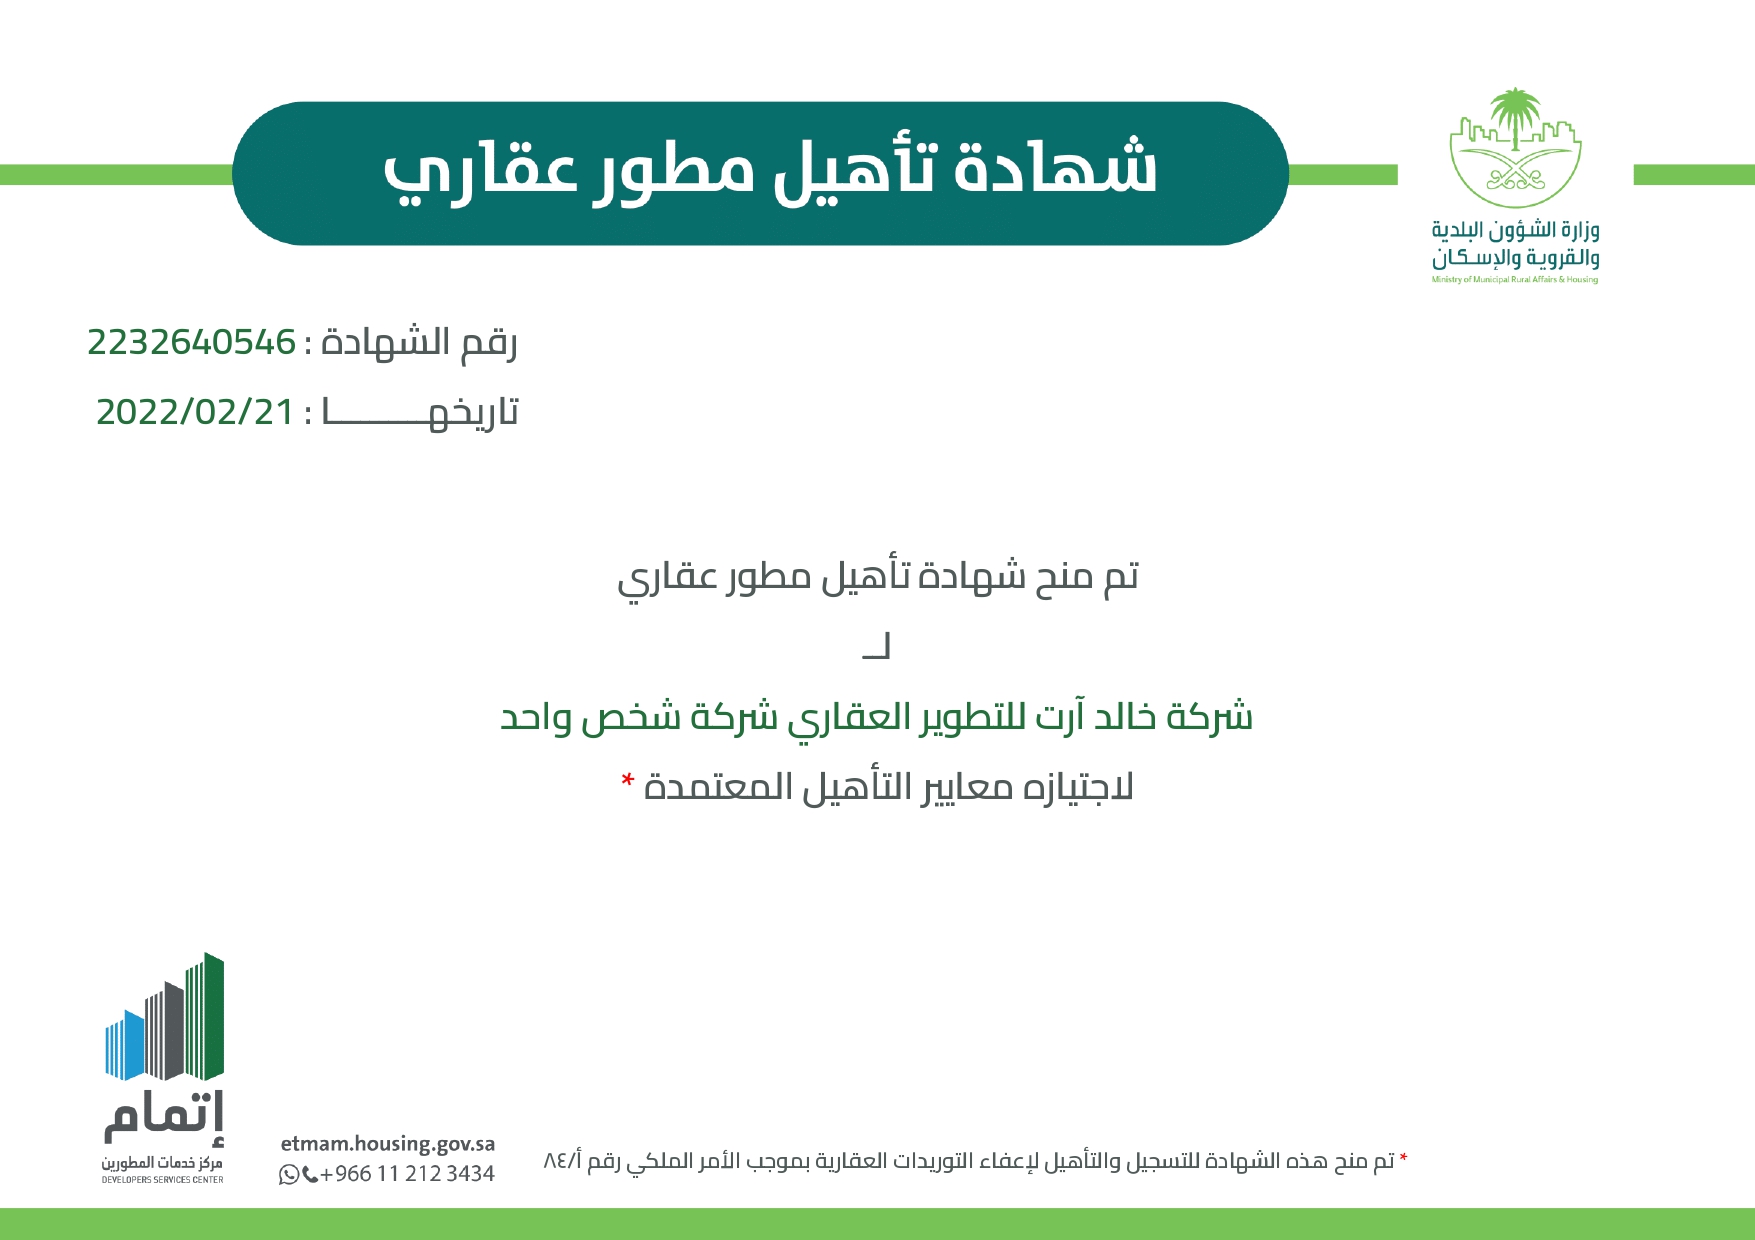 شهادة تأهيل مطور عقاري
وزارة الشؤون البلدية
والقروية والإسكان
Ministry of Municipal Rural Affairs & Housing
رقم الشهادة : 2232640546
تاريخهـــــــــا : 2022/02/21
تم منح شهادة تأهيل مطور عقاري
لــ
شركة خالد آرت للتطوير العقاري شركة شخص واحد
لاجتيازه معايير التأهيل المعتمدة *
* تم منح هذه الشهادة للتسجيل والتأهيل لإعفاء التوريدات العقارية بموجب الأمر الملكي رقم أ/٨٤
etmam.housing.gov.sa
+966 11 212 3434
إتمام
مركز خدمات المطورين
DEVELOPERS SERVICES CENTER